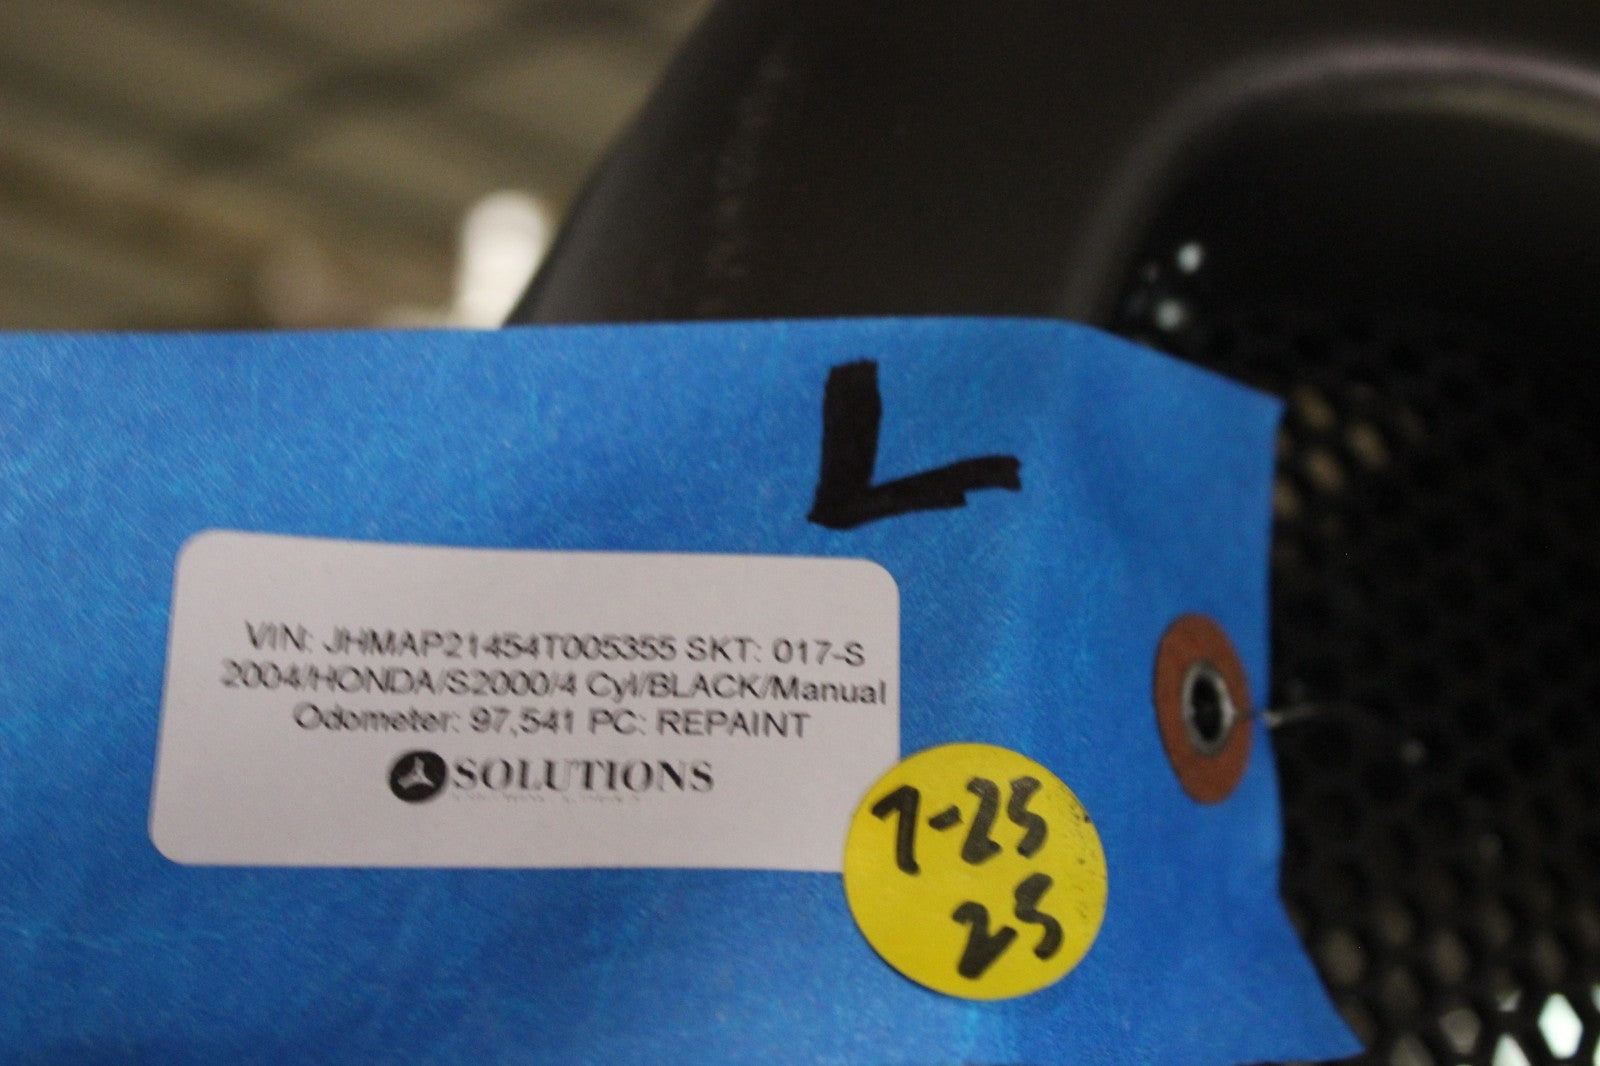 L
VIN: JHMAP21454T005355 SKT: 017-S
2004/HONDA/S2000/4 Cyl/BLACK/Manual
Odometer: 97,541 PC: REPAINT
SOLUTIONS
7-25
25